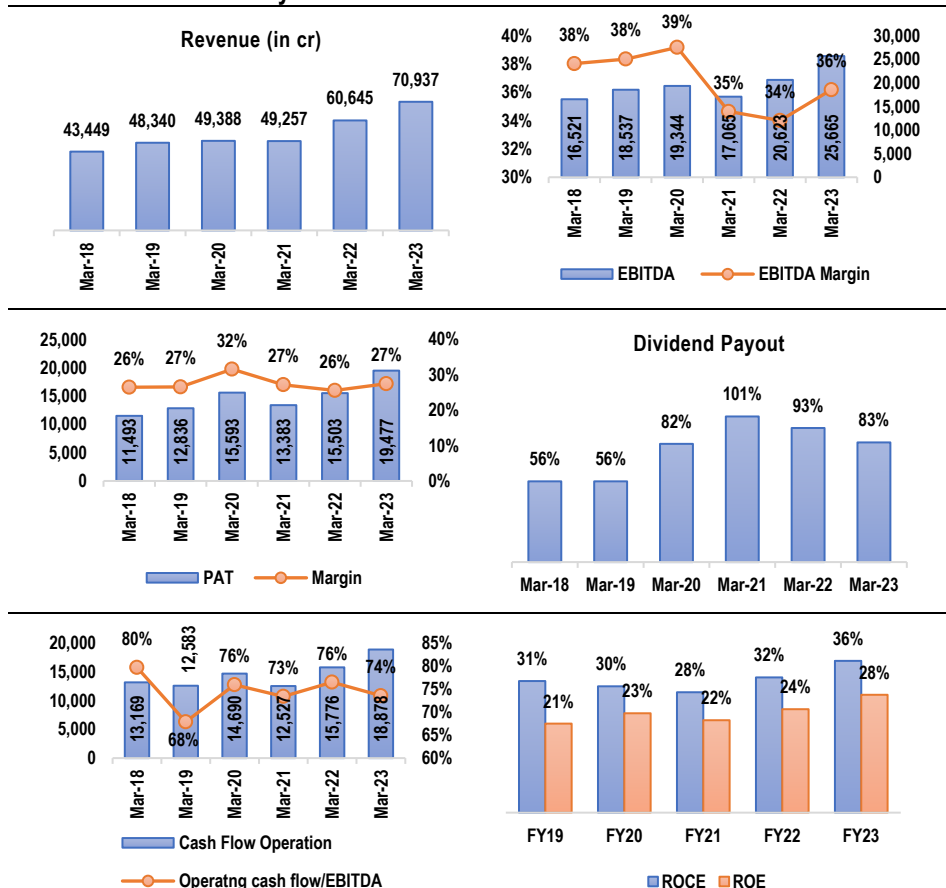 Revenue (in cr)
43,449
48,340
49,388
49,257
60,645
70,937
Mar-18
Mar-19
Mar-20
Mar-21
Mar-22
Mar-23
40%
38%
36%
34%
32%
30%
38%
38%
39%
35%
34%
36%
16,521
18,537
19,344
17,065
20,623
25,665
30,000
25,000
20,000
15,000
10,000
5,000
0
Mar-18
Mar-19
Mar-20
Mar-21
Mar-22
Mar-23
EBITDA EBITDA Margin
25,000
20,000
15,000
10,000
5,000
0
26%
27%
32%
27%
26%
27%
11,493
12,836
15,593
13,383
15,503
19,477
40%
30%
20%
10%
0%
Mar-18
Mar-19
Mar-20
Mar-21
Mar-22
Mar-23
PAT Margin
Dividend Payout
56%
56%
82%
101%
93%
83%
Mar-18 Mar-19 Mar-20 Mar-21 Mar-22 Mar-23
20,000
15,000
10,000
5,000
0
80%
68%
76%
73%
76%
74%
13,169
12,583
14,690
12,577
15,776
18,878
85%
80%
75%
70%
65%
60%
Mar-18
Mar-19
Mar-20
Mar-21
Mar-22
Mar-23
Cash Flow Operation
Operatng cash flow/EBITDA
31%
21%
30%
23%
28%
22%
32%
24%
36%
28%
FY19 FY20 FY21 FY22 FY23
ROCE ROE